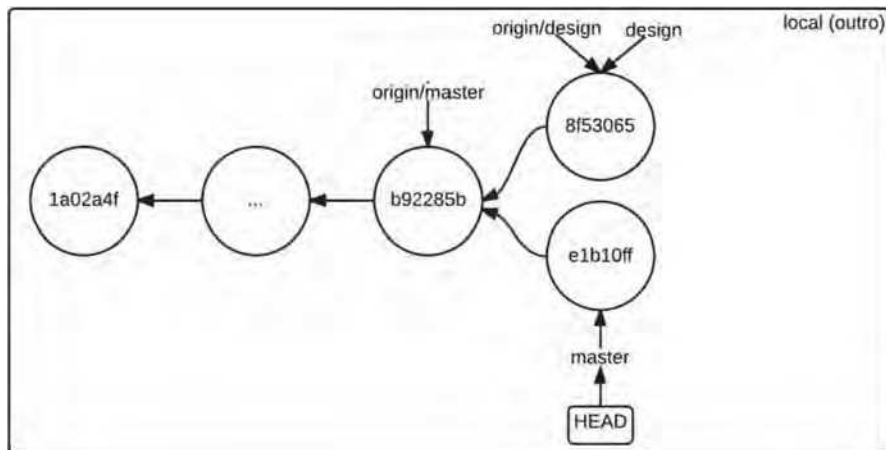 local (outro)
origin/design
design
origin/master
8f53065
1a02a4f
...
b92285b
e1b10ff
master
HEAD